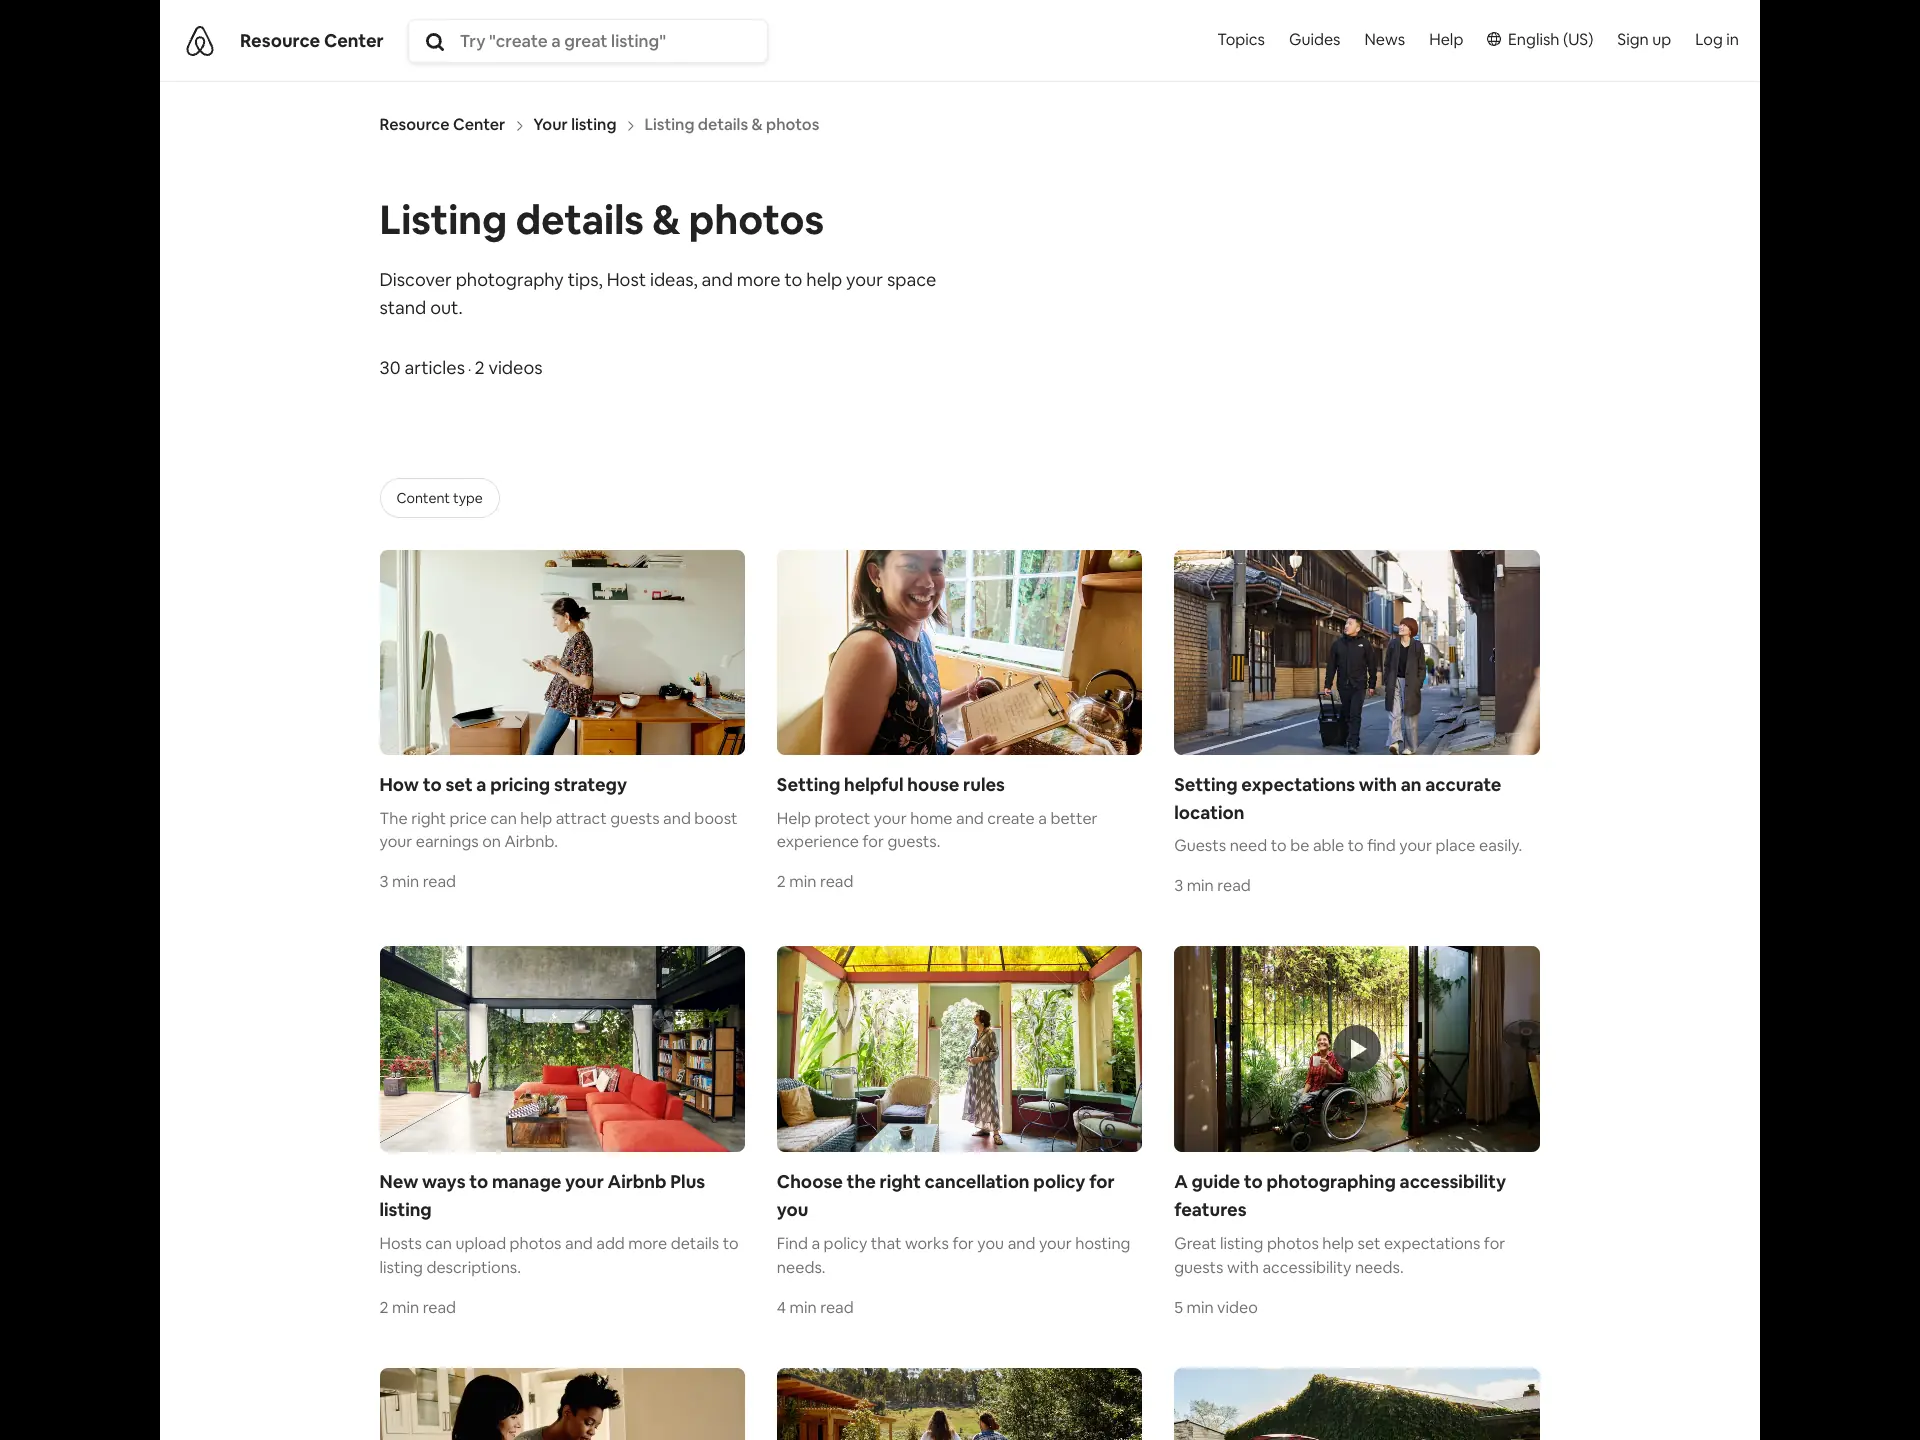 Resource Center
Try "create a great listing"
Topics
Guides
News
Help
English (US)
Sign up
Log in
Resource Center > Your listing > Listing details & photos
Listing details & photos
Discover photography tips, Host ideas, and more to help your space
stand out.
30 articles · 2 videos
Content type
How to set a pricing strategy
The right price can help attract guests and boost
your earnings on Airbnb.
3 min read
Setting helpful house rules
Help protect your home and create a better
experience for guests.
2 min read
Setting expectations with an accurate
location
Guests need to be able to find your place easily.
3 min read
New ways to manage your Airbnb Plus
listing
Hosts can upload photos and add more details to
listing descriptions.
2 min read
Choose the right cancellation policy for
you
Find a policy that works for you and your hosting
needs.
4 min read
A guide to photographing accessibility
features
Great listing photos help set expectations for
guests with accessibility needs.
5 min video